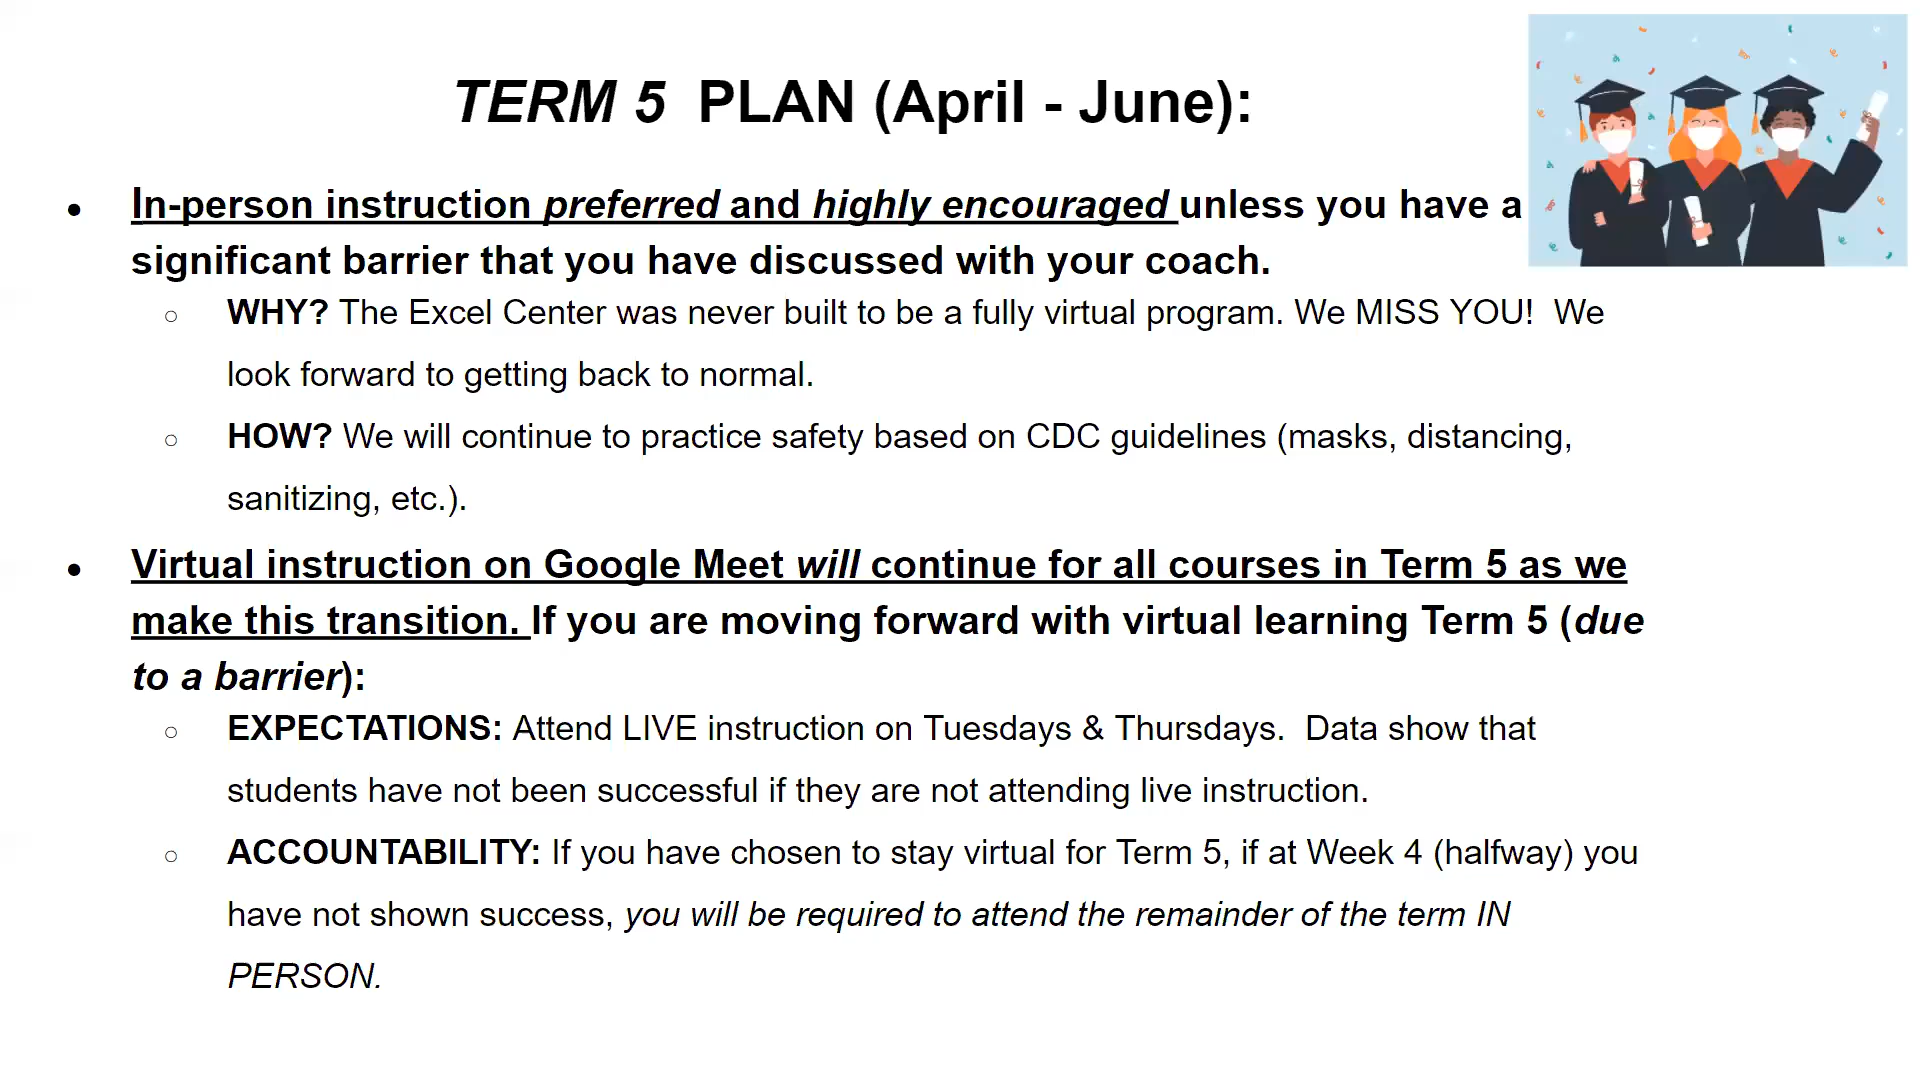 TERM 5 PLAN (April - June):
● In-person instruction preferred and highly encouraged unless you have a
significant barrier that you have discussed with your coach.
○ WHY? The Excel Center was never built to be a fully virtual program. We MISS YOU!  We
look forward to getting back to normal.
○ HOW? We will continue to practice safety based on CDC guidelines (masks, distancing,
sanitizing, etc.).
● Virtual instruction on Google Meet will continue for all courses in Term 5 as we
make this transition. If you are moving forward with virtual learning Term 5 (due
to a barrier):
○ EXPECTATIONS: Attend LIVE instruction on Tuesdays & Thursdays.  Data show that
students have not been successful if they are not attending live instruction.
○ ACCOUNTABILITY: If you have chosen to stay virtual for Term 5, if at Week 4 (halfway) you
have not shown success, you will be required to attend the remainder of the term IN
PERSON.